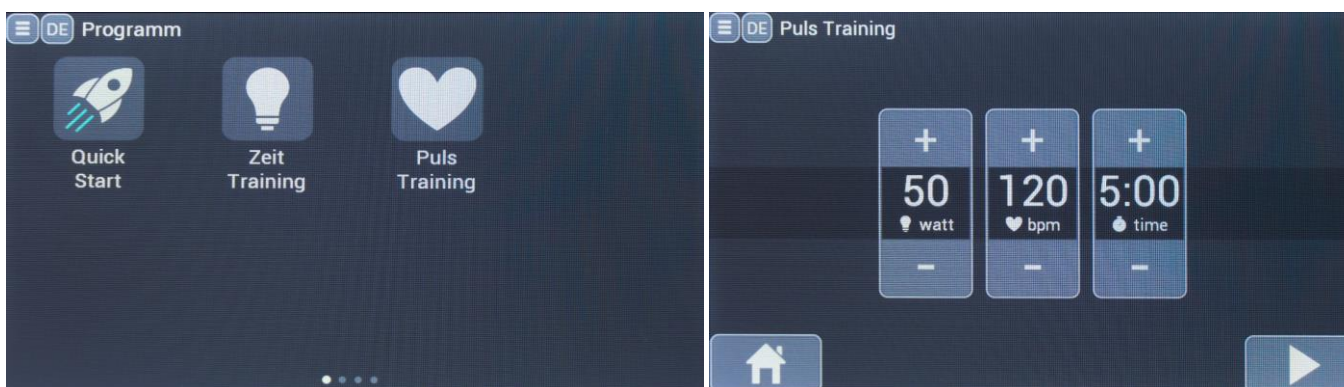 DE Programm
Quick
Start
Zeit
Training
Puls
Training
DE Puls Training
+ + +
50 120 5:00
watt bpm time
- - -